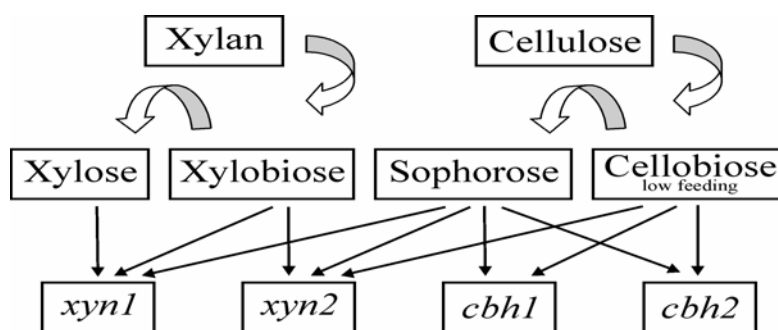 Xylan
Cellulose
Xylose
Xylobiose
Sophorose
Cellobiose
low feeding
xyn1
xyn2
cbh1
cbh2